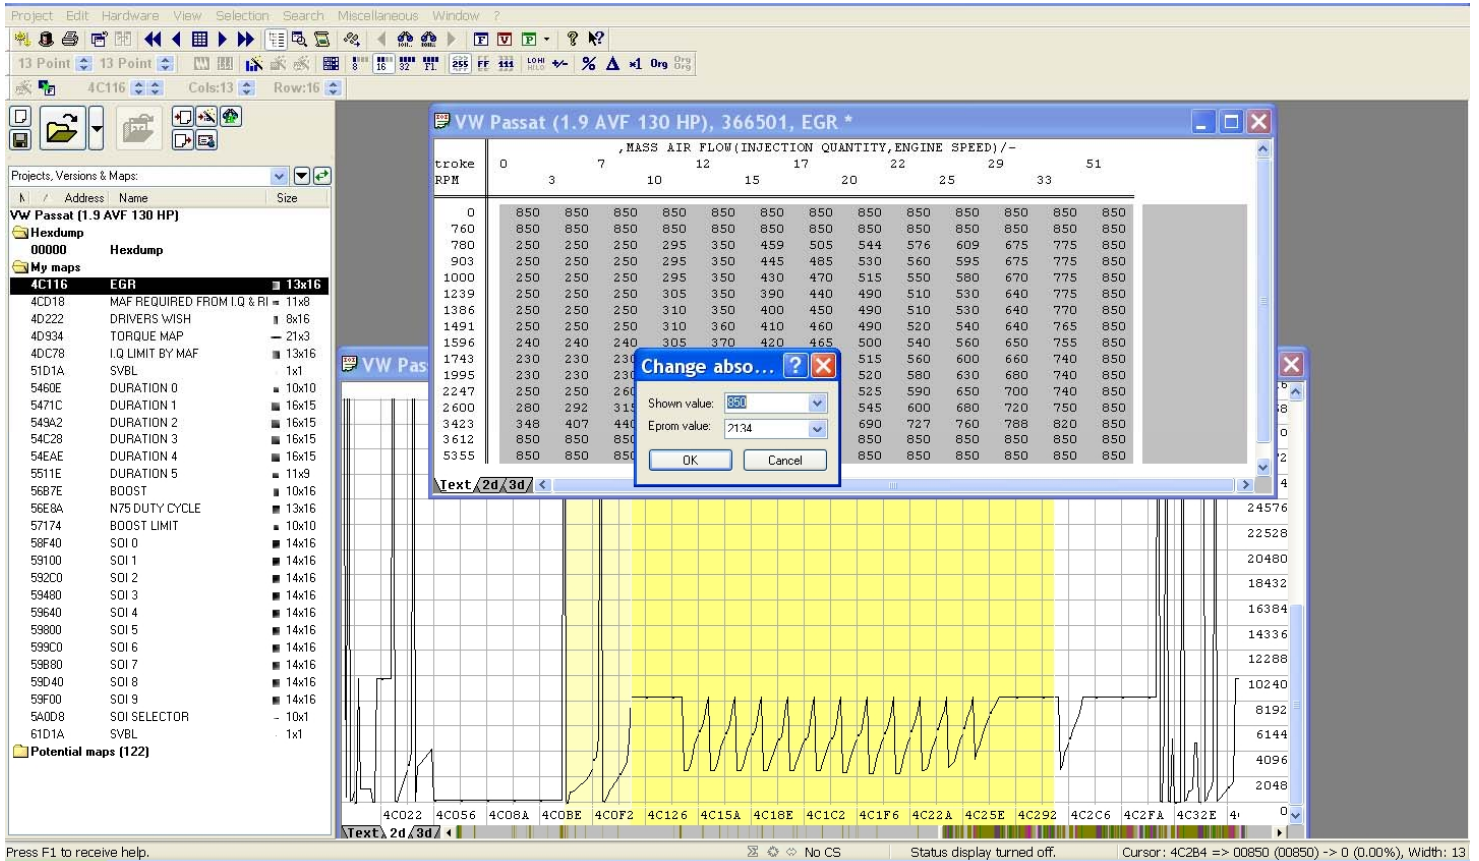 Project Edit Hardware View Selection Search Miscellaneous Window ?
13 Point 13 Point 8 16 32 F1. 255 FF 111 LOHI HILO +/- % Δ ×1 Org Org
4C116 Cols:13 Row:16
Projects, Versions & Maps:
N / Address Name Size
VW Passat (1.9 AVF 130 HP)
Hexdump
00000 Hexdump
My maps
4C116 EGR 13x16
4CD18 MAF REQUIRED FROM I.Q & RI 11x8
4D222 DRIVERS WISH 8x16
4D934 TORQUE MAP 21x3
4DC78 I.Q LIMIT BY MAF 13x16
51D1A SVBL 1x1
5460E DURATION 0 10x10
5471C DURATION 1 16x15
549A2 DURATION 2 16x15
54C28 DURATION 3 16x15
54EAE DURATION 4 16x15
5511E DURATION 5 11x9
56B7E BOOST 10x16
56E8A N75 DUTY CYCLE 13x16
57174 BOOST LIMIT 10x10
58F40 SOI 0 14x16
59100 SOI 1 14x16
592C0 SOI 2 14x16
59480 SOI 3 14x16
59640 SOI 4 14x16
59800 SOI 5 14x16
599C0 SOI 6 14x16
59B80 SOI 7 14x16
59D40 SOI 8 14x16
59F00 SOI 9 14x16
5A0D8 SOI SELECTOR 10x1
61D1A SVBL 1x1
Potential maps (122)
VW Passat (1.9 AVF 130 HP), 366501, EGR *
,MASS AIR FLOW(INJECTION QUANTITY,ENGINE SPEED)/-
troke 0 7 12 17 22 29 51
RPM 3 10 15 20 25 33
0 850 850 850 850 850 850 850 850 850 850 850 850 850
760 850 850 850 850 850 850 850 850 850 850 850 850 850
780 250 250 250 295 350 459 505 544 576 609 675 775 850
903 250 250 250 295 350 445 485 530 560 595 675 775 850
1000 250 250 250 295 350 430 470 515 550 580 670 775 850
1239 250 250 250 305 350 390 440 490 510 530 640 775 850
1386 250 250 250 310 350 400 450 490 510 530 640 770 850
1491 250 250 250 310 360 410 460 490 520 540 640 765 850
1596 240 240 240 305 370 420 465 500 540 560 650 755 850
1743 230 230 230 515 560 600 660 740 850
1995 230 230 230 520 580 630 680 740 850
2247 250 250 260 525 590 650 700 740 850
2600 280 292 315 545 600 680 720 750 850
3423 348 407 440 690 727 760 788 820 850
3612 850 850 850 850 850 850 850 850 850
5355 850 850 850 850 850 850 850 850 850
Text 2d 3d
Change abso...
Shown value: 850
Eprom value: 2134
OK Cancel
VW Pas
24576
22528
20480
18432
16384
14336
12288
10240
8192
6144
4096
2048
0
4C022 4C056 4C08A 4C0BE 4C0F2 4C126 4C15A 4C18E 4C1C2 4C1F6 4C22A 4C25E 4C292 4C2C6 4C2FA 4C32E
Text 2d 3d
Press F1 to receive help. No CS Status display turned off. Cursor: 4C2B4 => 00850 (00850) -> 0 (0.00%), Width: 13